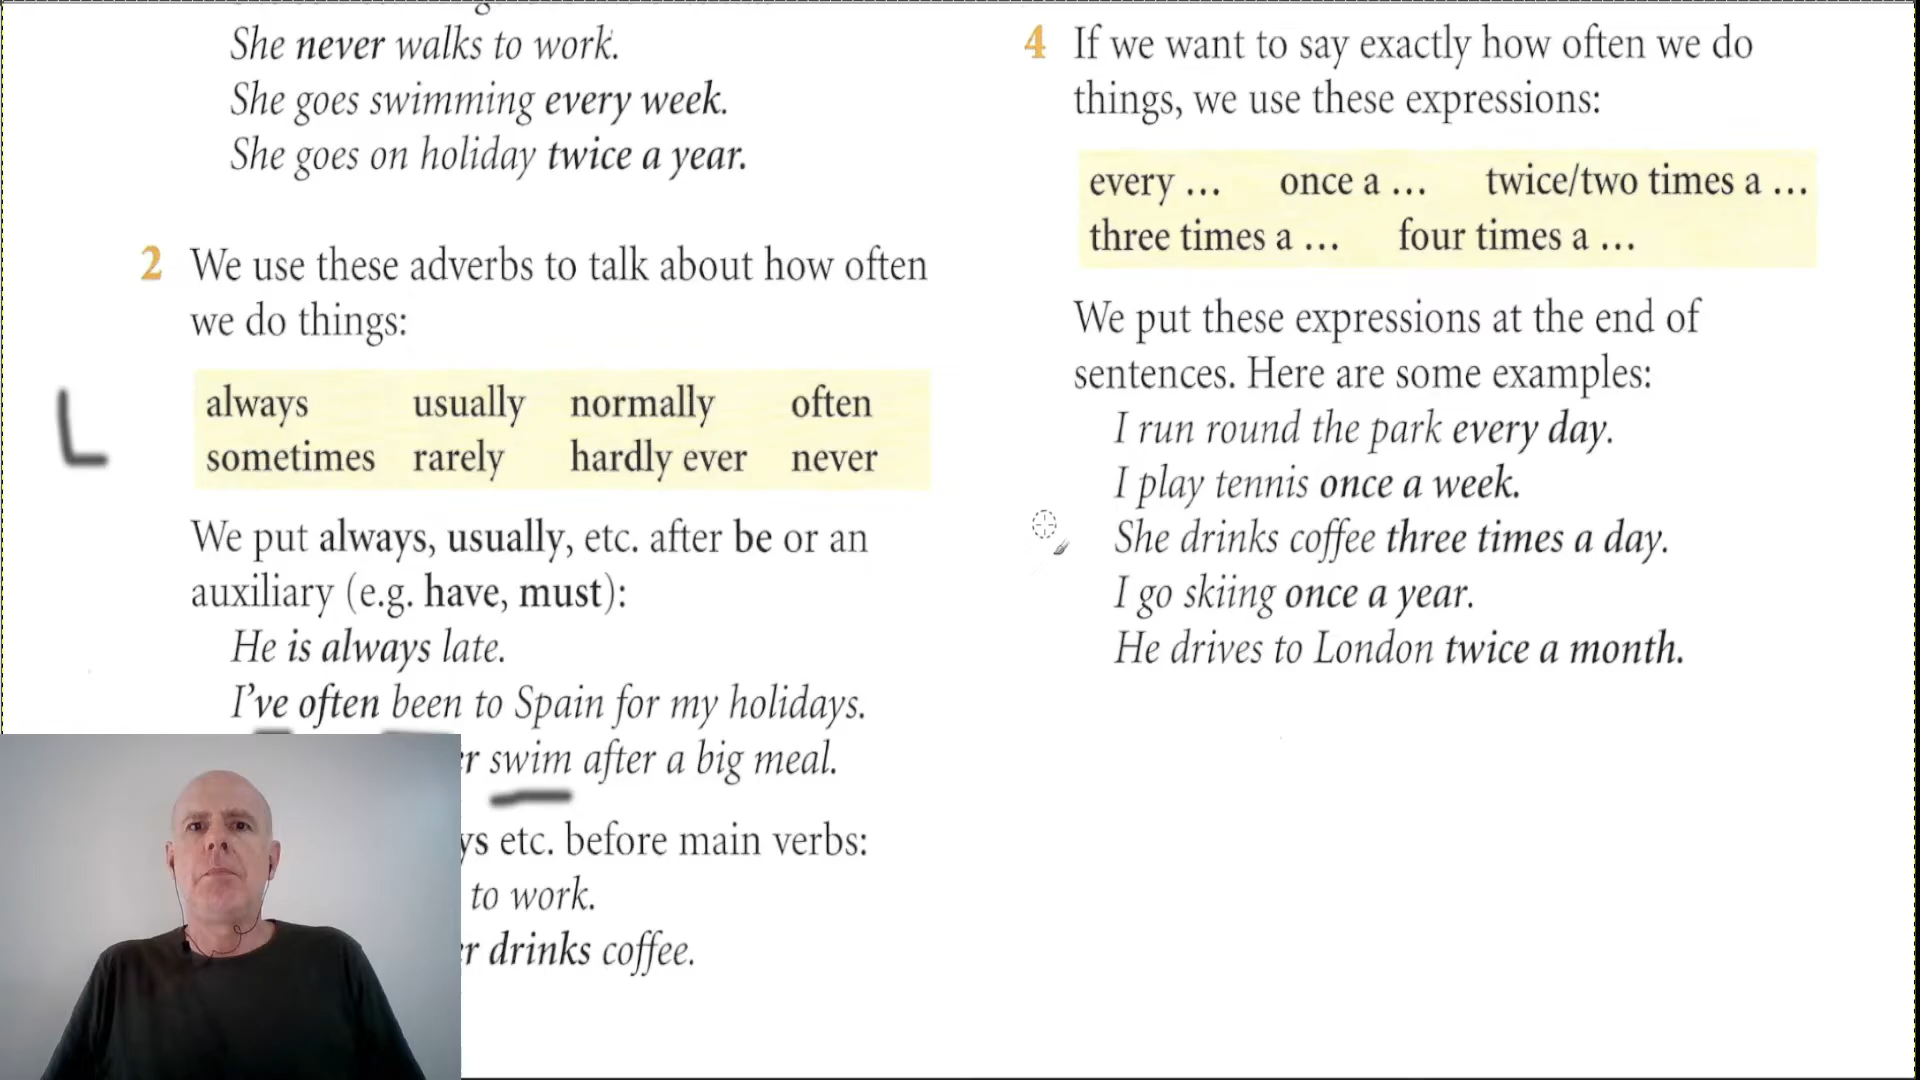 She never walks to work.
She goes swimming every week.
She goes on holiday twice a year.
2 We use these adverbs to talk about how often
we do things:
always usually normally often
sometimes rarely hardly ever never
We put always, usually, etc. after be or an
auxiliary (e.g. have, must):
He is always late.
I've often been to Spain for my holidays.
swim after a big meal.
etc. before main verbs:
to work.
drinks coffee.
4 If we want to say exactly how often we do
things, we use these expressions:
every ... once a ... twice/two times a ...
three times a ... four times a ...
We put these expressions at the end of
sentences. Here are some examples:
I run round the park every day.
I play tennis once a week.
She drinks coffee three times a day.
I go skiing once a year.
He drives to London twice a month.